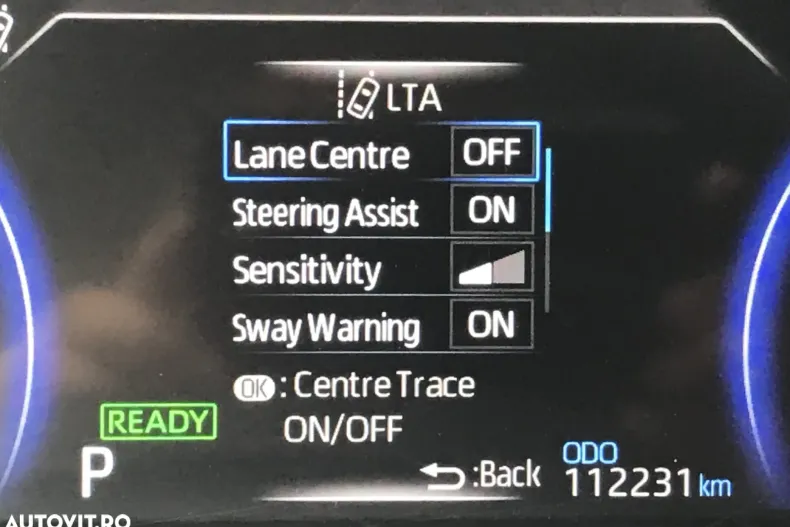 LTA
Lane Centre OFF
Steering Assist ON
Sensitivity
Sway Warning ON
OK : Centre Trace
ON/OFF
READY
P
:Back
ODO
112231 km
AUTOVIT.RO